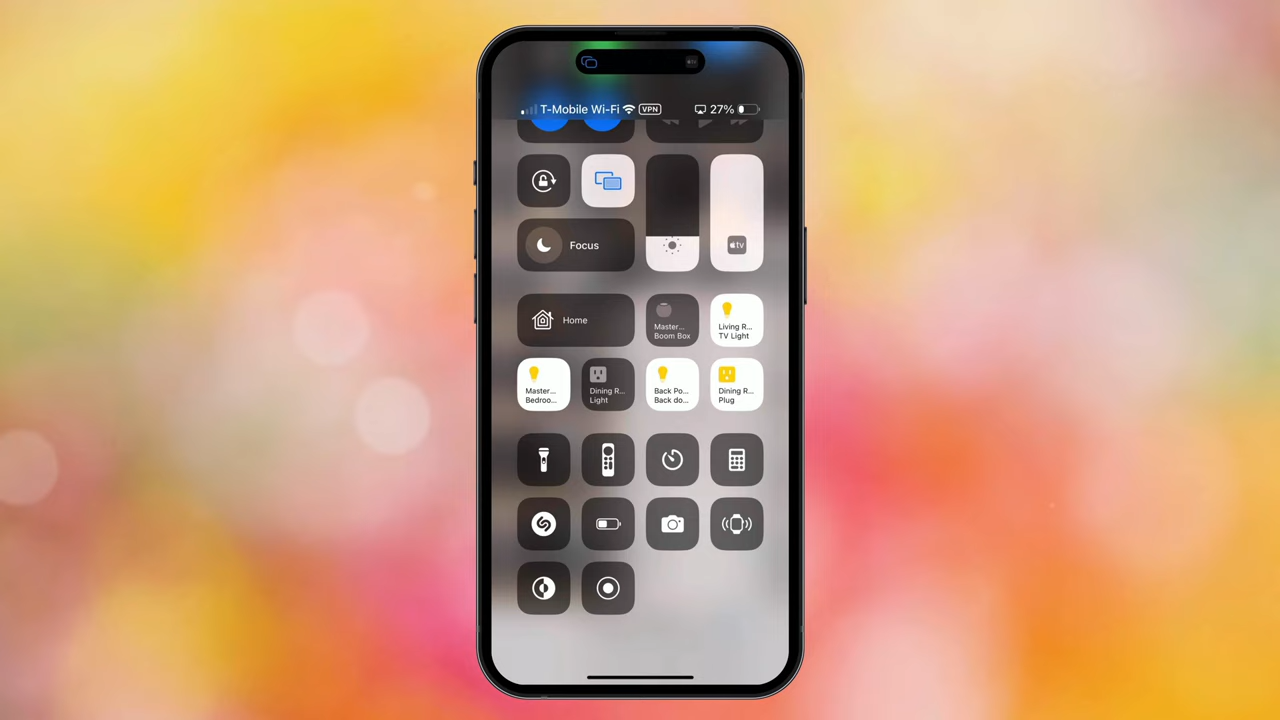 T-Mobile Wi-Fi VPN 27%
Focus
tv
Home
Master...
Boom Box
Living R...
TV Light
Master...
Bedroo...
Dining R...
Light
Back Po...
Back do...
Dining R...
Plug